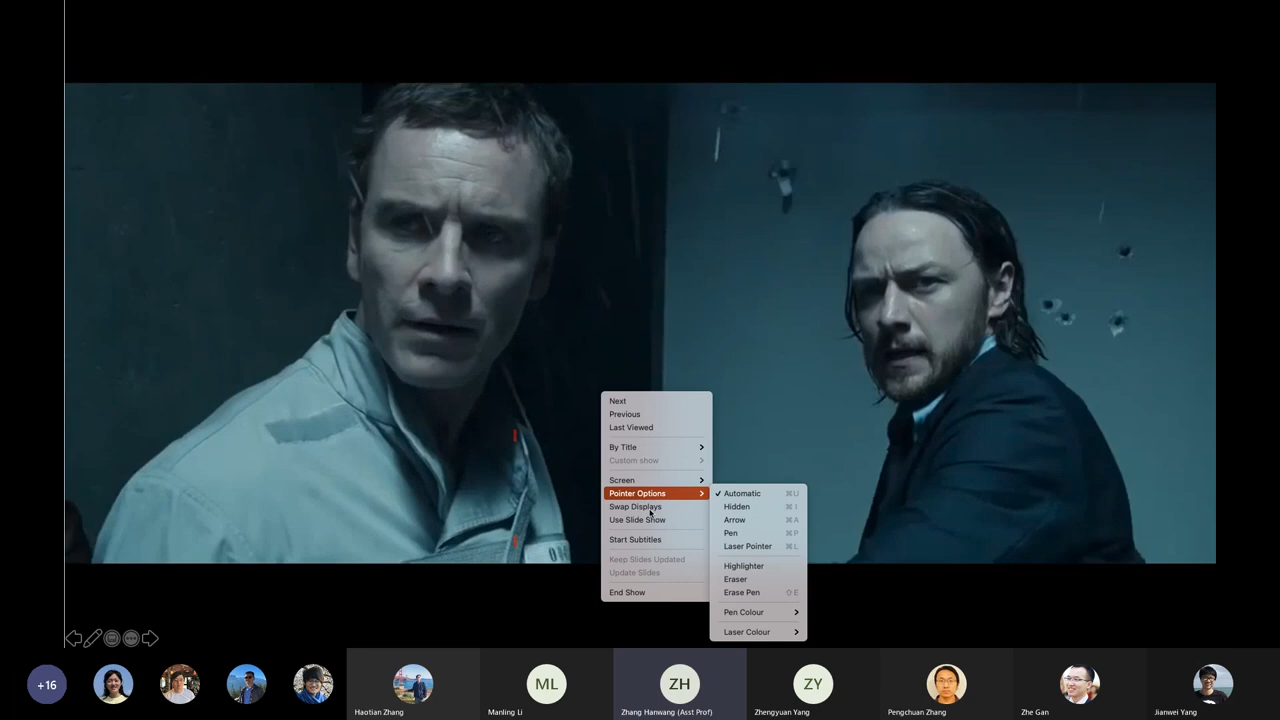 Next
Previous
Last Viewed
By Title
Custom show
Screen
Pointer Options
Swap Displays
Use Slide Show
Start Subtitles
Keep Slides Updated
Update Slides
End Show
✓ Automatic ⌘U
Hidden ⌘I
Arrow ⌘A
Pen ⌘P
Laser Pointer ⌘L
Highlighter
Eraser
Erase Pen ⇧E
Pen Colour
Laser Colour
+16
ML
ZH
ZY
Haotian Zhang
Manling Li
Zhang Hanwang (Asst Prof)
Zhengyuan Yang
Pengchuan Zhang
Zhe Gan
Jianwei Yang